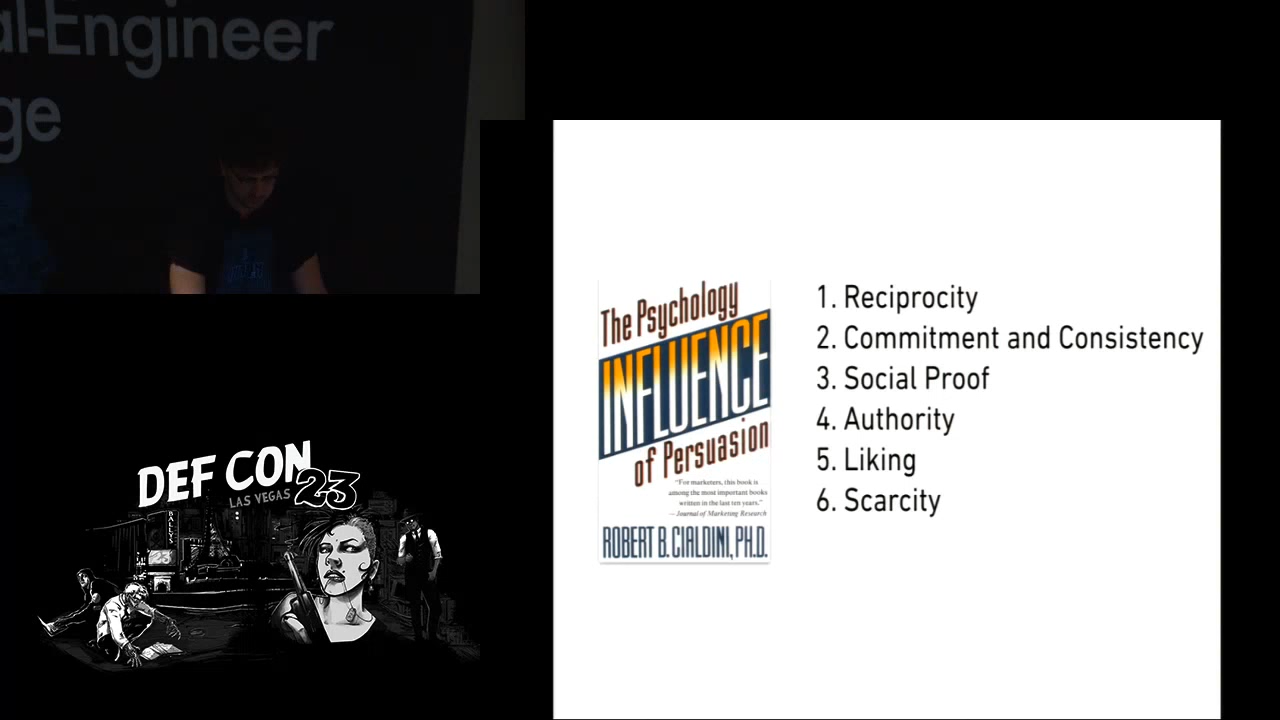 al-Engineer
ge
DEF CON
23
LAS VEGAS
BALLYS
The Psychology
INFLUENCE
of Persuasion
"For marketers, this book is
among the most important books
written in the last ten years."
— Journal of Marketing Research
ROBERT B. CIALDINI, PH.D.
1. Reciprocity
2. Commitment and Consistency
3. Social Proof
4. Authority
5. Liking
6. Scarcity